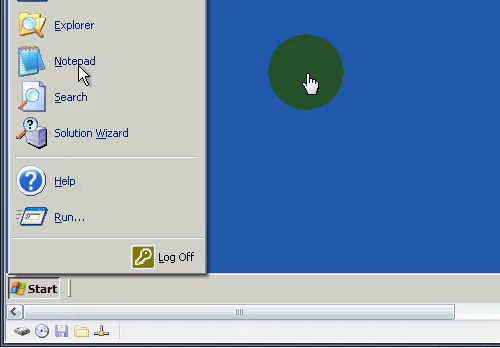 Explorer
Notepad
Search
Solution Wizard
Help
Run...
Log Off
Start